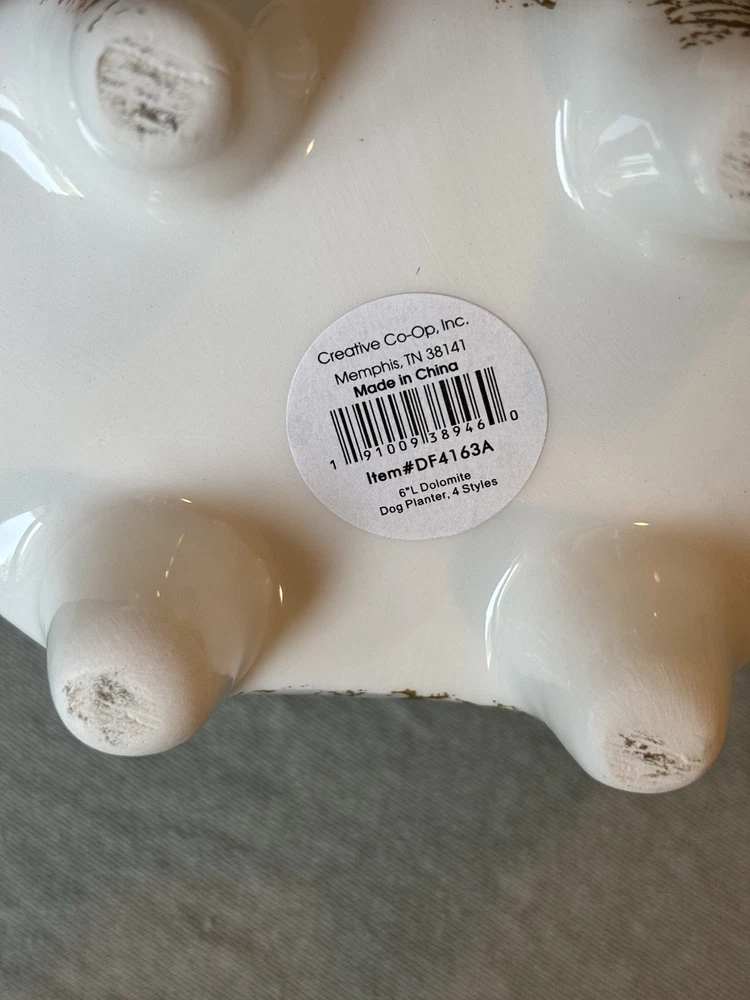 Creative Co-Op, Inc.
Memphis, TN 38141
Made in China
1 91009 38946 0
Item#DF4163A
6"L Dolomite
Dog Planter, 4 Styles